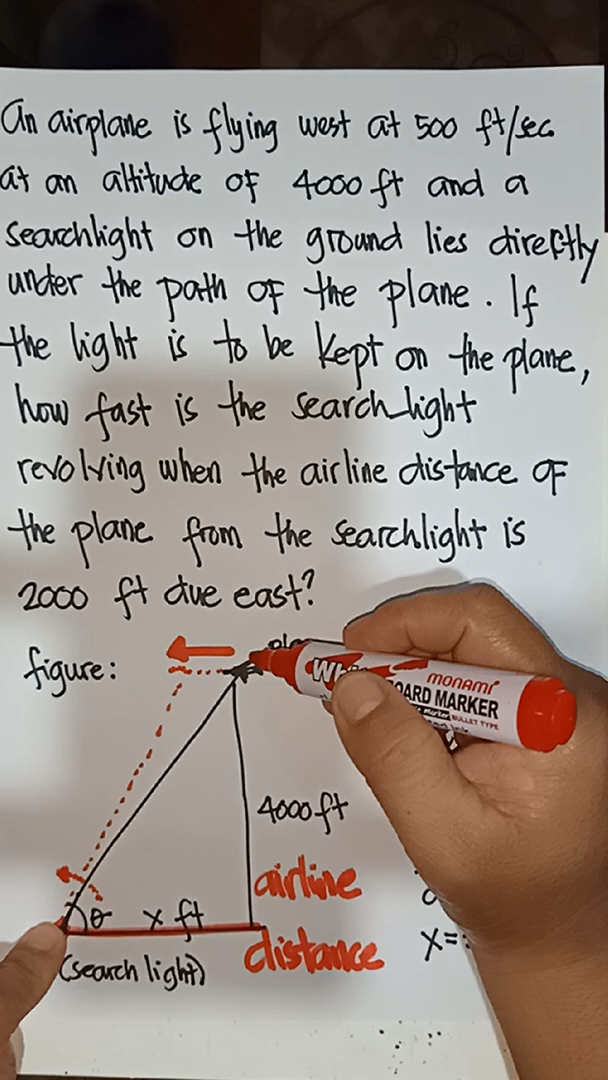 An airplane is flying west at 500 ft/sec
at an altitude of 4000 ft and a
searchlight on the ground lies directly
under the path of the plane. If
the light is to be kept on the plane,
how fast is the searchlight
revolving when the airline distance of
the plane from the searchlight is
2000 ft due east?
figure:
MONAMI
BOARD MARKER
BULLET TYPE
4000 ft
airline
θ x ft
distance
x=
(search light)